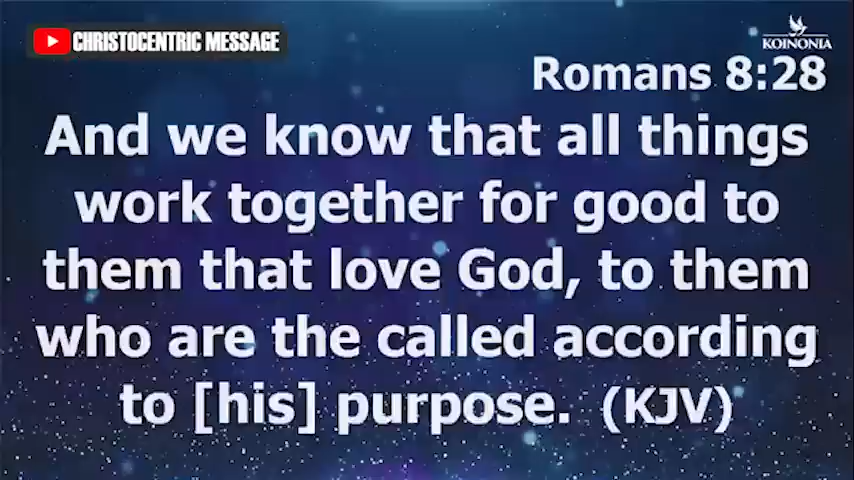 CHRISTOCENTRIC MESSAGE
KOINONIA
Romans 8:28
And we know that all things
work together for good to
them that love God, to them
who are the called according
to [his] purpose. (KJV)